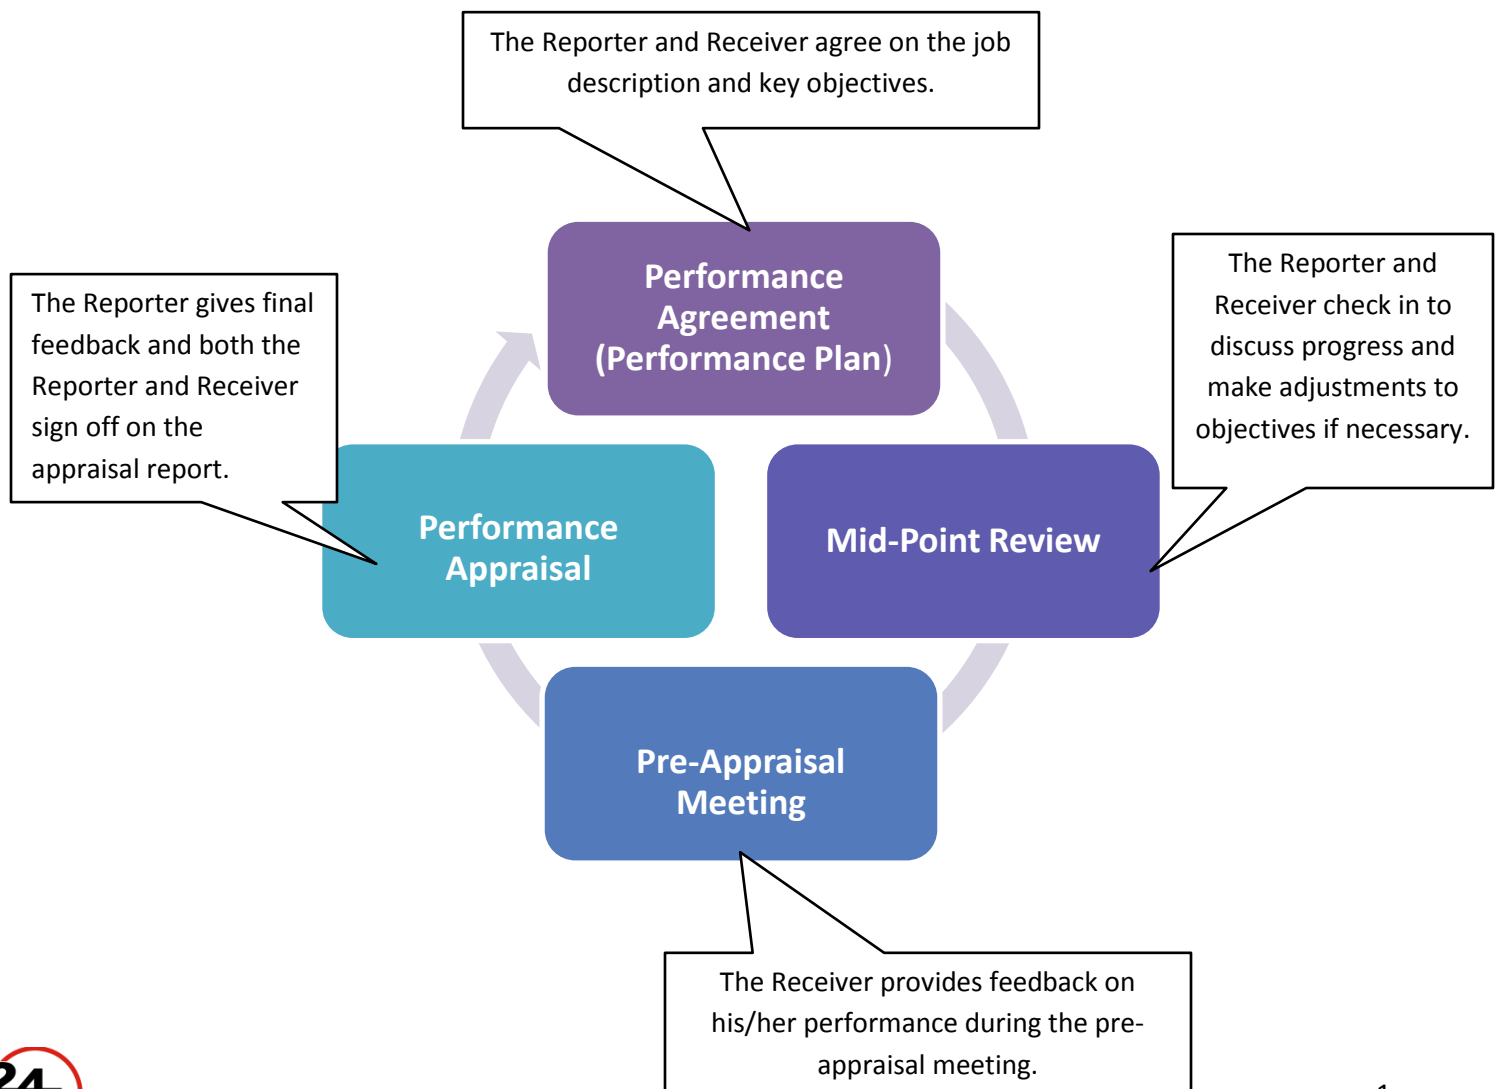 The Reporter and Receiver agree on the job
description and key objectives.
Performance
Agreement
(Performance Plan)
The Reporter and
Receiver check in to
discuss progress and
make adjustments to
objectives if necessary.
The Reporter gives final
feedback and both the
Reporter and Receiver
sign off on the
appraisal report.
Performance
Appraisal
Mid-Point Review
Pre-Appraisal
Meeting
The Receiver provides feedback on
his/her performance during the pre-
appraisal meeting.
24
1